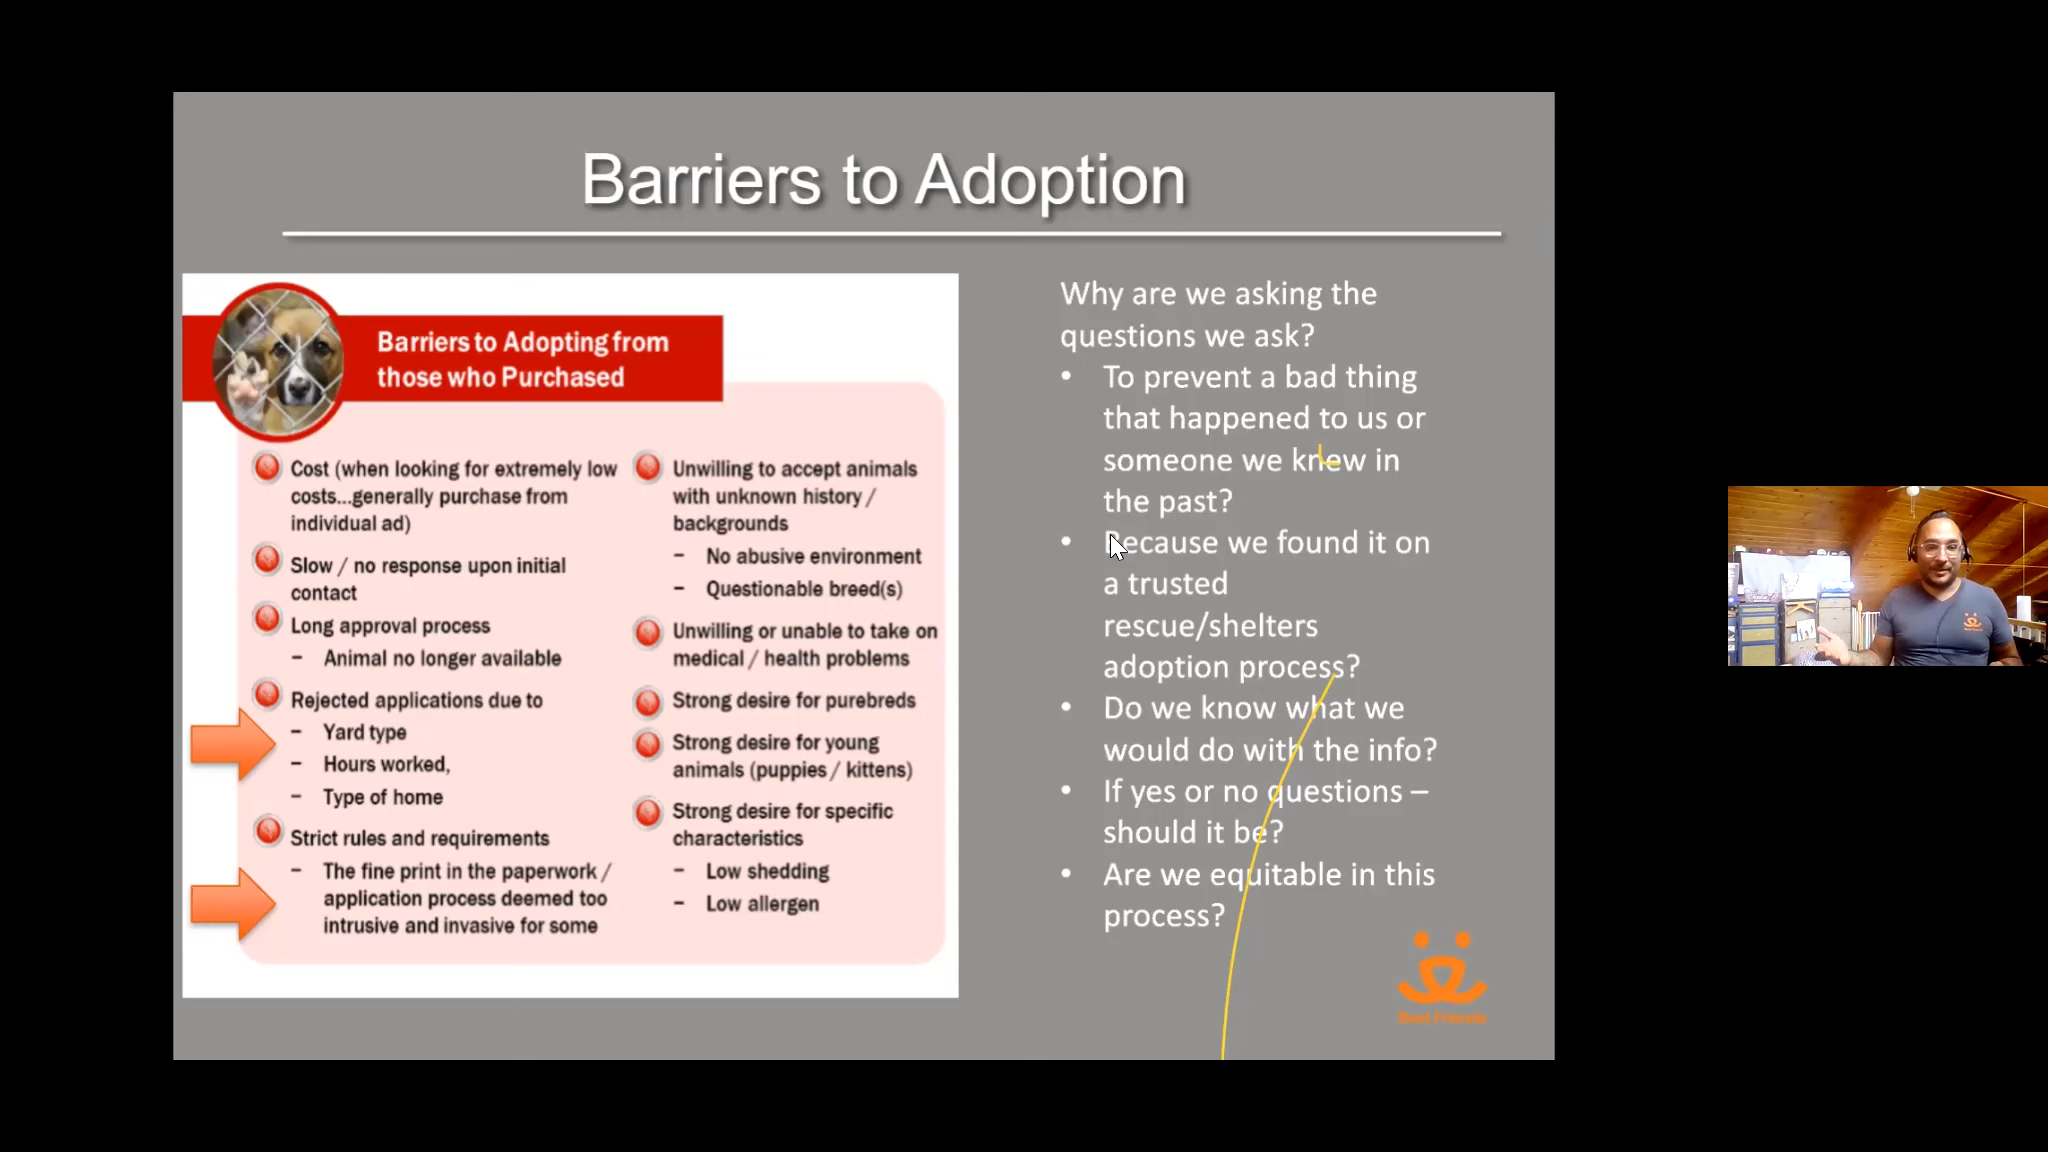 Barriers to Adoption
Barriers to Adopting from
those who Purchased
Cost (when looking for extremely low
costs...generally purchase from
individual ad)
Slow / no response upon initial
contact
Long approval process
– Animal no longer available
Rejected applications due to
– Yard type
– Hours worked,
– Type of home
Strict rules and requirements
– The fine print in the paperwork /
application process deemed too
intrusive and invasive for some
Unwilling to accept animals
with unknown history /
backgrounds
– No abusive environment
– Questionable breed(s)
Unwilling or unable to take on
medical / health problems
Strong desire for purebreds
Strong desire for young
animals (puppies / kittens)
Strong desire for specific
characteristics
– Low shedding
– Low allergen
Why are we asking the
questions we ask?
• To prevent a bad thing
that happened to us or
someone we knew in
the past?
• Because we found it on
a trusted
rescue/shelters
adoption process?
• Do we know what we
would do with the info?
• If yes or no questions –
should it be?
• Are we equitable in this
process?
Best Friends